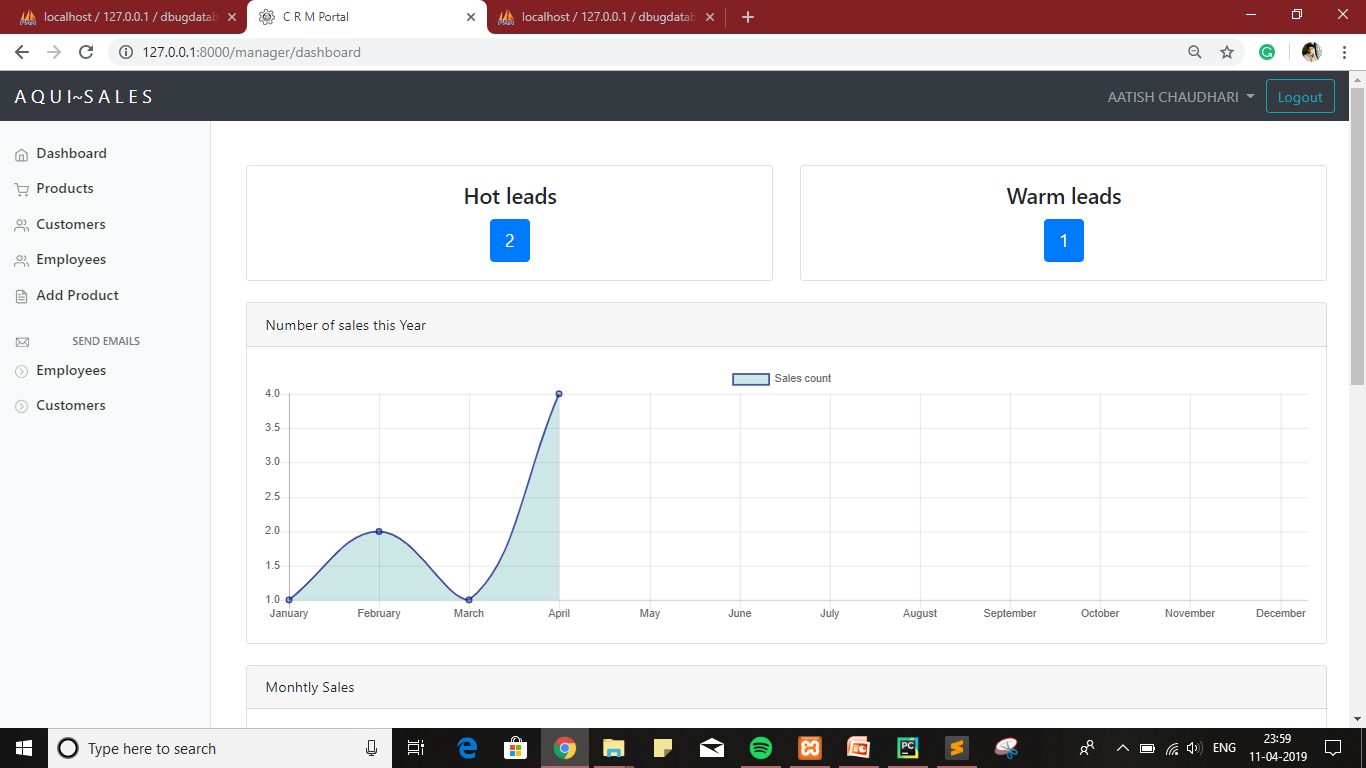 localhost / 127.0.0.1 / dbugdatab
C R M Portal
localhost / 127.0.0.1 / dbugdatab
127.0.0.1:8000/manager/dashboard
AQUI~SALES
AATISH CHAUDHARI
Logout
Dashboard
Products
Customers
Employees
Add Product
SEND EMAILS
Employees
Customers
Hot leads
2
Warm leads
1
Number of sales this Year
Sales count
4.0
3.5
3.0
2.5
2.0
1.5
1.0
January February March April May June July August September October November December
Monhtly Sales
Type here to search
ENG
23:59
11-04-2019